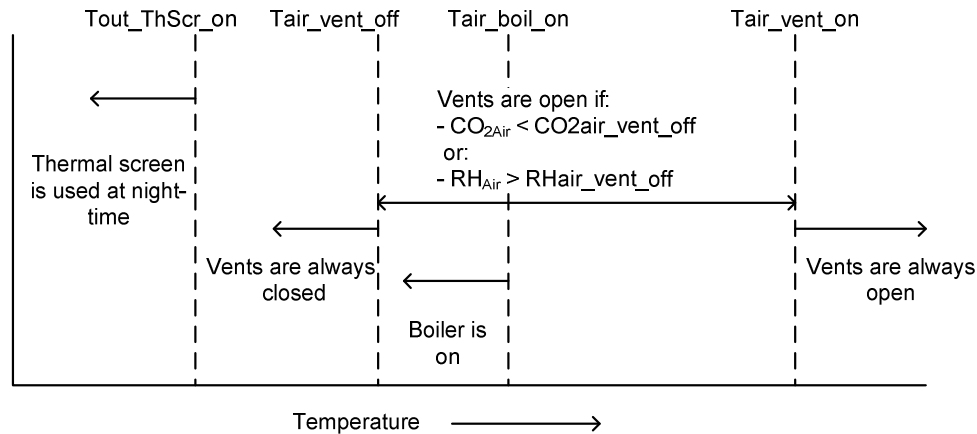 Tout_ThScr_on Tair_vent_off Tair_boil_on Tair_vent_on
Vents are open if:
- CO2Air < CO2air_vent_off
or:
- RHAir > RHair_vent_off
Thermal screen
is used at night-
time
Vents are always
closed
Vents are always
open
Boiler is
on
Temperature